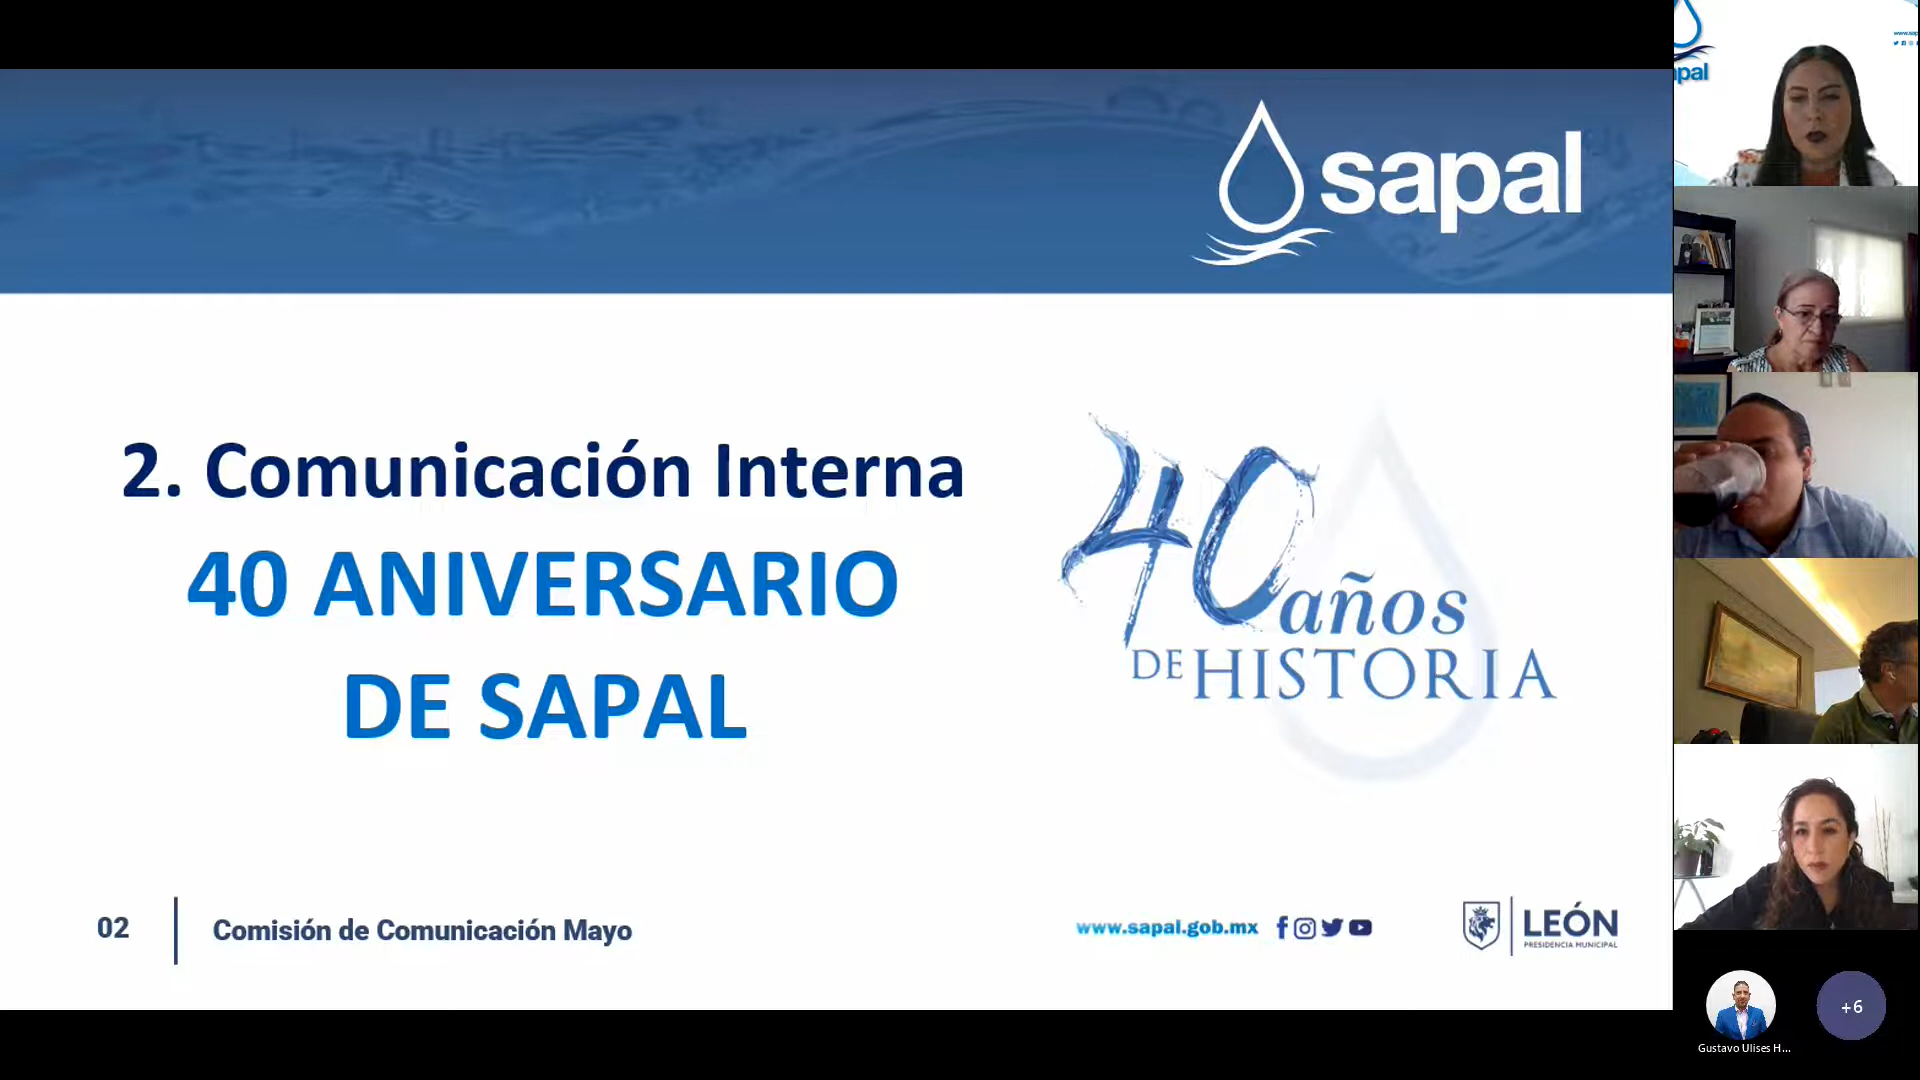 sapal
2. Comunicación Interna
40 ANIVERSARIO
DE SAPAL
40 años
DE HISTORIA
02
Comisión de Comunicación Mayo
www.sapal.gob.mx
LEÓN
PRESIDENCIA MUNICIPAL
Gustavo Ulises H...
+6